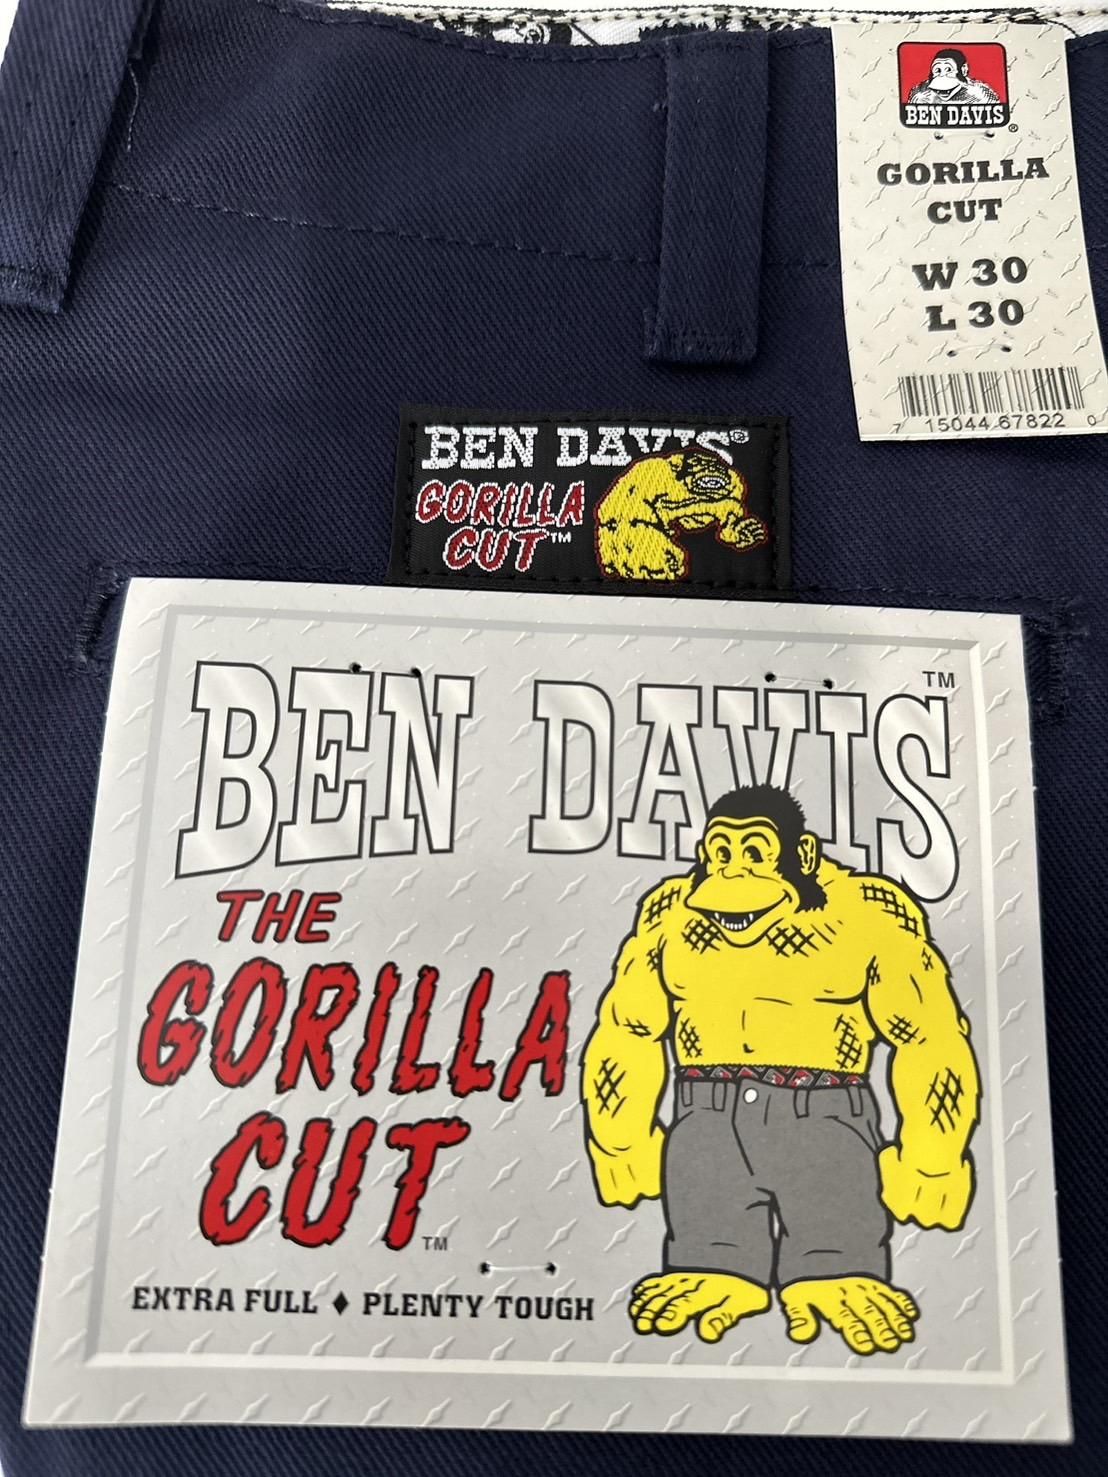 BEN DAVIS®
GORILLA
CUT
W 30
L 30
7 15044 67822 0
BEN DAVIS®
GORILLA
CUT™
BEN DAVIS™
THE
GORILLA
CUT™
EXTRA FULL ♦ PLENTY TOUGH